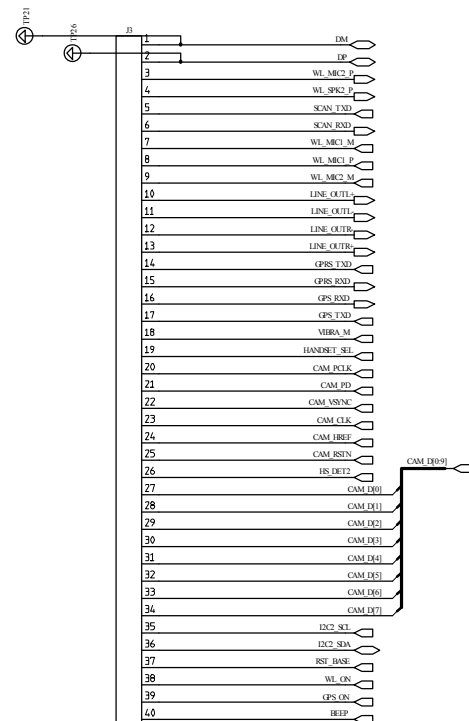 TP21
TP26
J3
1 DM
2 DP
3 WL_MIC2_P
4 WL_SPK2_P
5 SCAN_TXD
6 SCAN_RXD
7 WL_MIC1_M
8 WL_MIC1_P
9 WL_MIC2_M
10 LINE_OUTL+
11 LINE_OUTL-
12 LINE_OUTR-
13 LINE_OUTR+
14 GPRS_TXD
15 GPRS_RXD
16 GPS_RXD
17 GPS_TXD
18 VIBRA_M
19 HANDSET_SEL
20 CAM_PCLK
21 CAM_PD
22 CAM_VSYNC
23 CAM_CLK
24 CAM_HREF
25 CAM_RSTN
26 HS_DET2
CAM_D[0:9]
27 CAM_D[0]
28 CAM_D[1]
29 CAM_D[2]
30 CAM_D[3]
31 CAM_D[4]
32 CAM_D[5]
33 CAM_D[6]
34 CAM_D[7]
35 I2C2_SCL
36 I2C2_SDA
37 RST_BASE
38 WL_ON
39 GPS_ON
40 BEEP